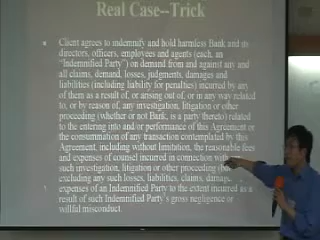 Real Case--Trick
Client agrees to indemnify and hold harmless Bank and its
directors, officers, employees and agents (each, an
"Indemnified Party") on demand from and against any and
all claims, demand, losses, judgments, damages and
liabilities (including liability for penalties) incurred by any
of them as a result of, or arising out of, or in any way related
to, or by reason of, any investigation, litigation or other
proceeding (whether or not Bank, is a party thereto) related
to the entering into and/or performance of this Agreement or
the consummation of any transaction contemplated by this
Agreement, including without limitation, the reasonable fees
and expenses of counsel incurred in connection with
such investigation, litigation or other proceeding (but
excluding any such losses, liabilities, claims, damages
expenses of an Indemnified Party to the extent incurred as a
result of such Indemnified Party's gross negligence or
willful misconduct.